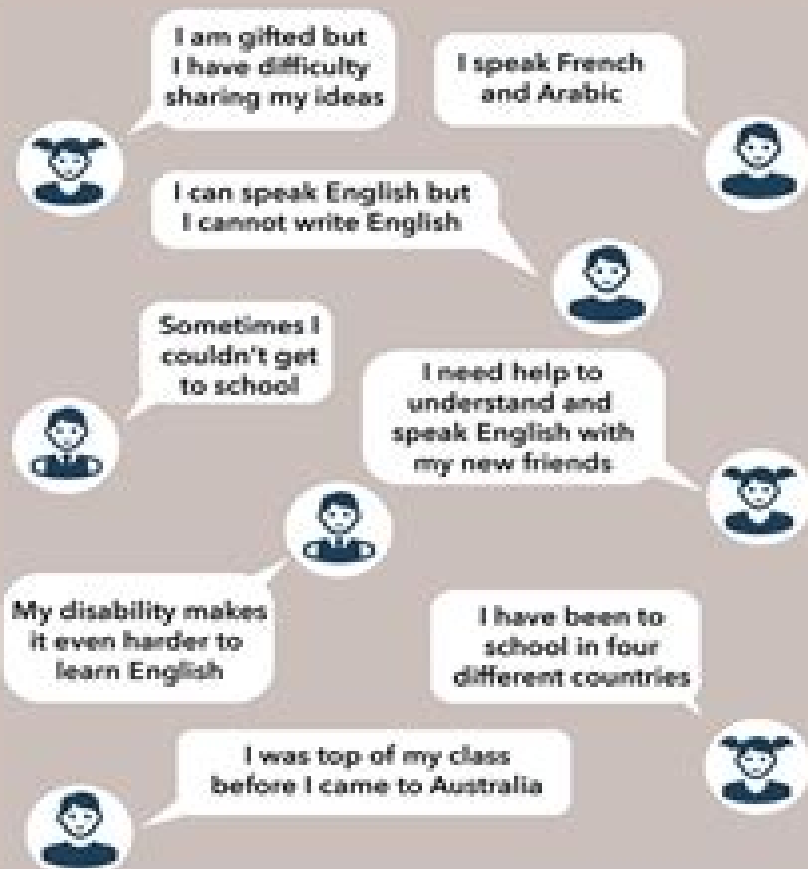 I am gifted but
I have difficulty
sharing my ideas
I speak French
and Arabic
I can speak English but
I cannot write English
Sometimes I
couldn't get
to school
I need help to
understand and
speak English with
my new friends
My disability makes
it even harder to
learn English
I have been to
school in four
different countries
I was top of my class
before I came to Australia